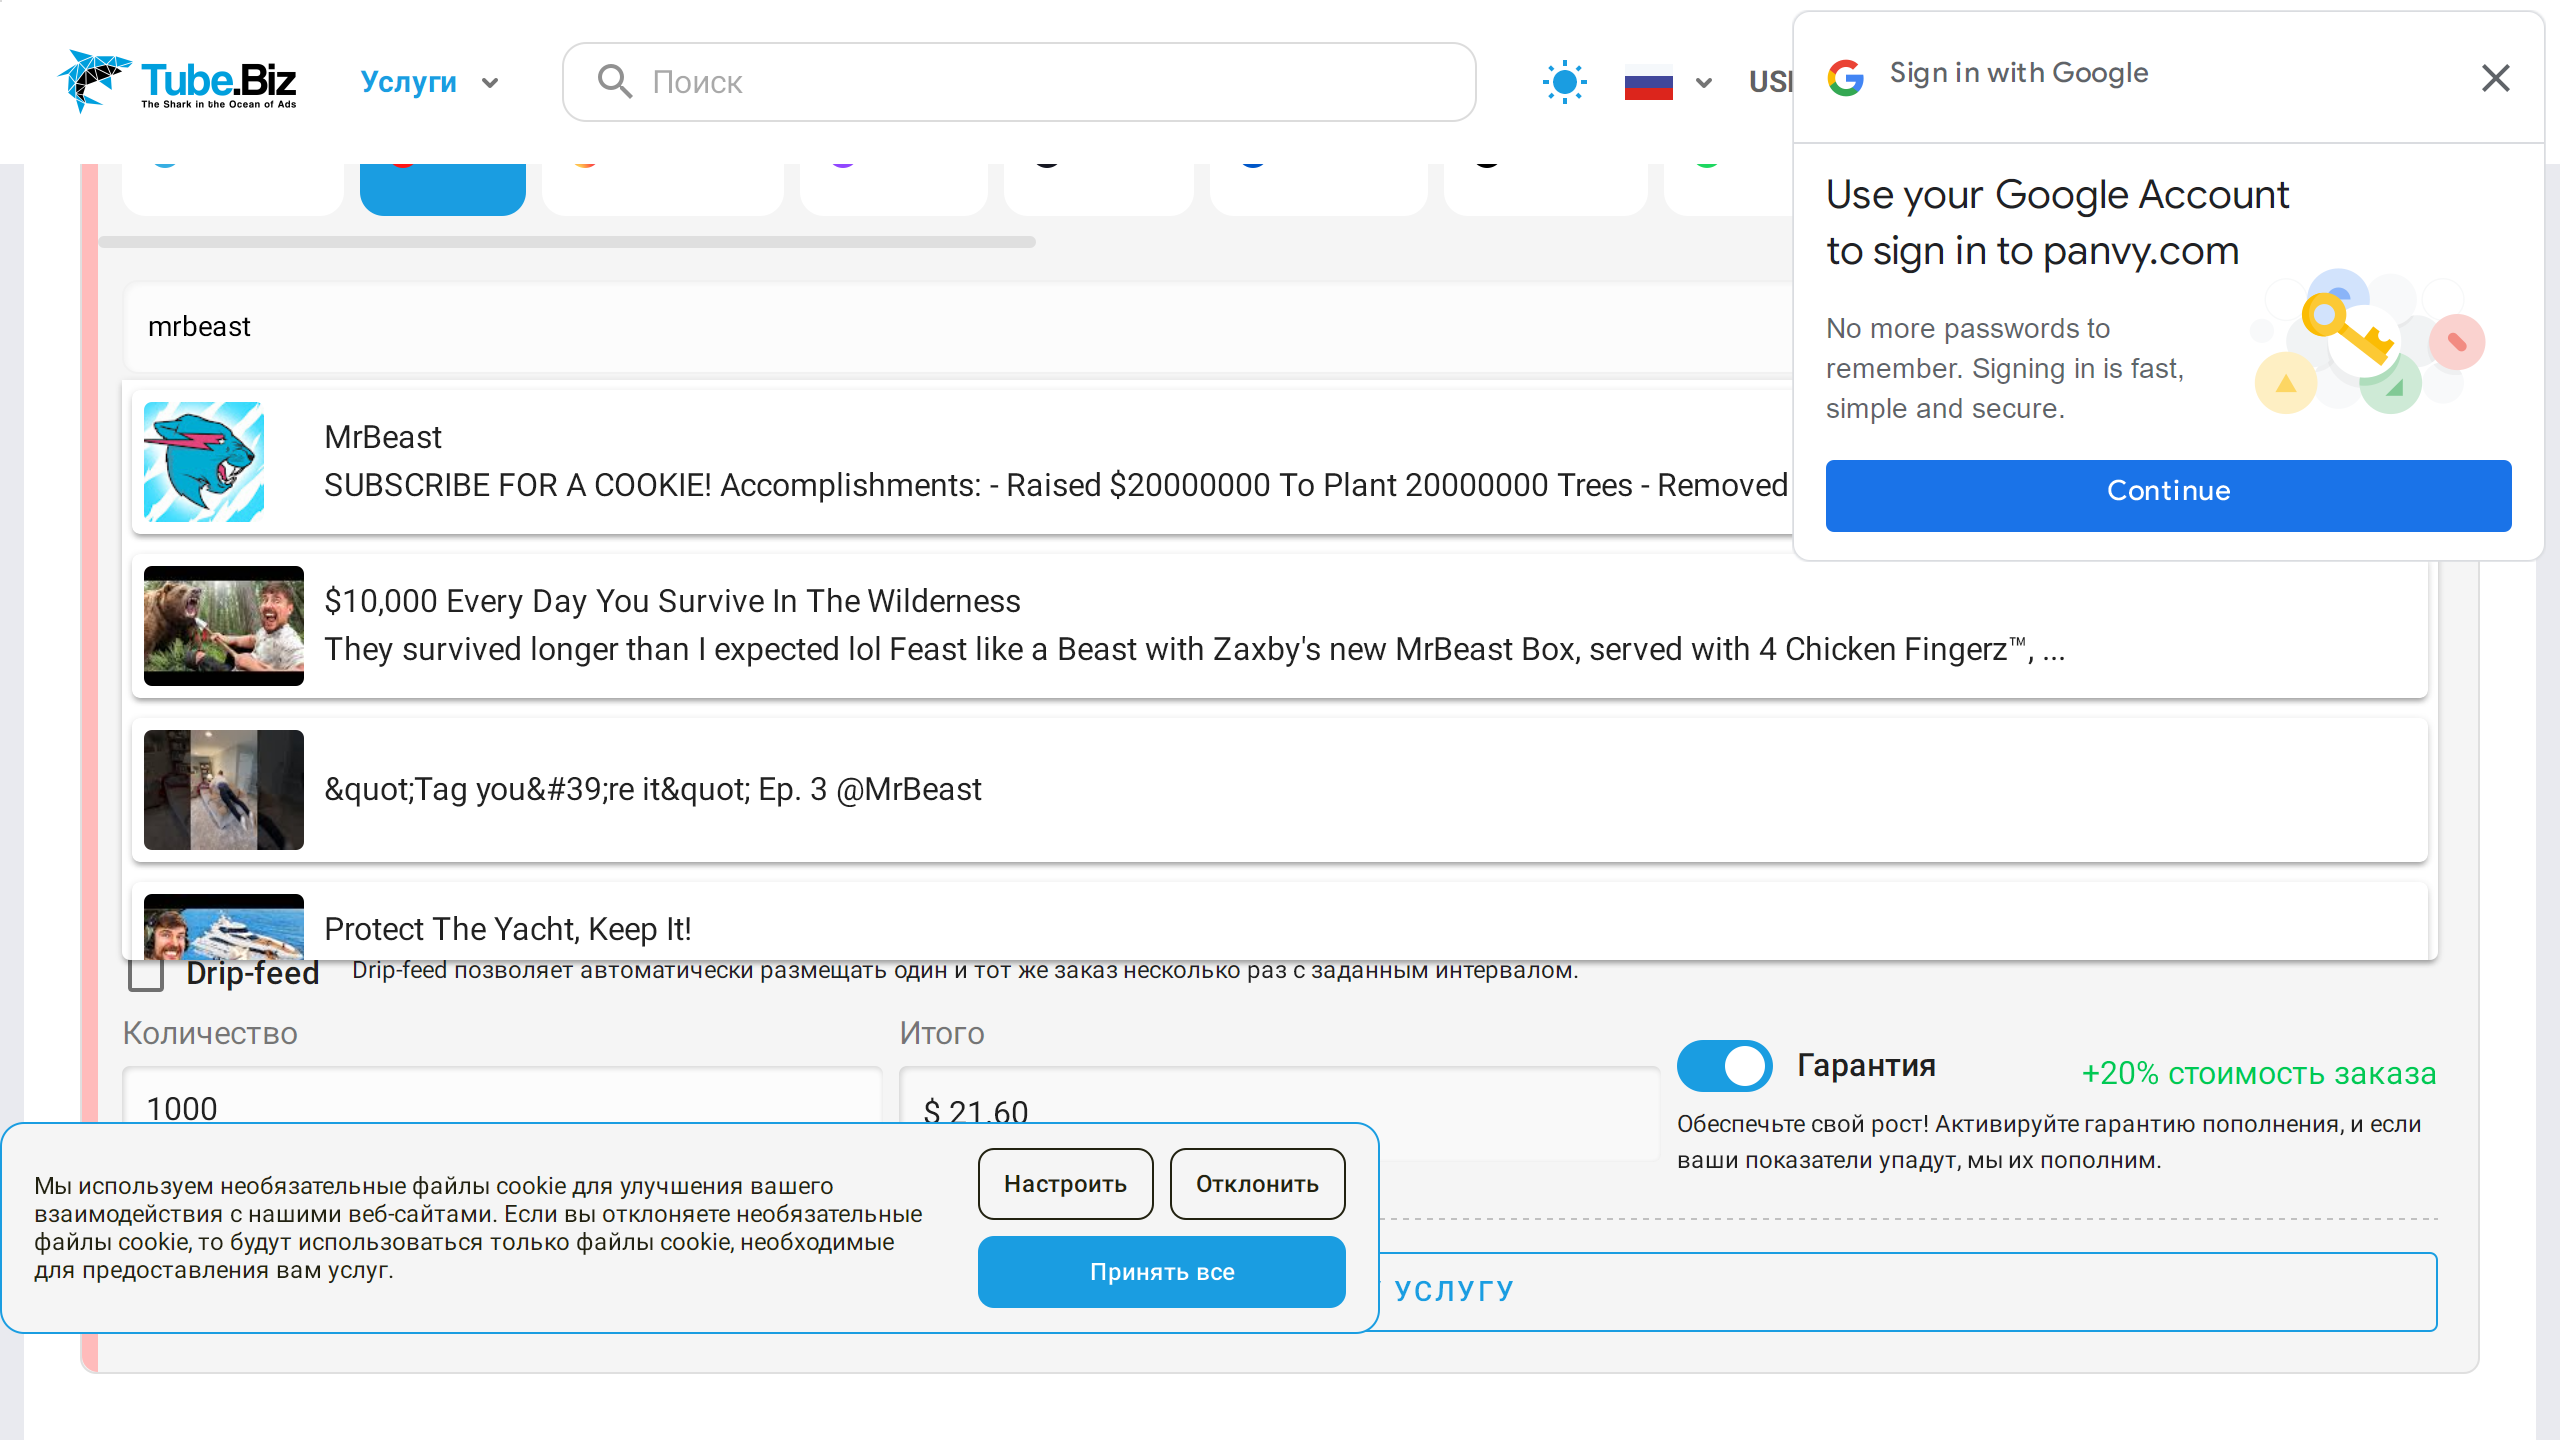 Tube.Biz
The Shark in the Ocean of Ads
Услуги
Поиск
Sign in with Google
Use your Google Account
to sign in to panvy.com
No more passwords to
remember. Signing in is fast,
simple and secure.
Continue
mrbeast
MrBeast
SUBSCRIBE FOR A COOKIE! Accomplishments: - Raised $20000000 To Plant 20000000 Trees - Removed
$10,000 Every Day You Survive In The Wilderness
They survived longer than I expected lol Feast like a Beast with Zaxby's new MrBeast Box, served with 4 Chicken Fingerz™, ...
&quot;Tag you&#39;re it&quot; Ep. 3 @MrBeast
Protect The Yacht, Keep It!
Drip-feed
Drip-feed позволяет автоматически размещать один и тот же заказ несколько раз с заданным интервалом.
Количество
1000
Итого
$ 21.60
Гарантия
+20% стоимость заказа
Обеспечьте свой рост! Активируйте гарантию пополнения, и если
ваши показатели упадут, мы их пополним.
Мы используем необязательные файлы cookie для улучшения вашего
взаимодействия с нашими веб-сайтами. Если вы отклоняете необязательные
файлы cookie, то будут использоваться только файлы cookie, необходимые
для предоставления вам услуг.
Настроить
Отклонить
Принять все
УСЛУГУ